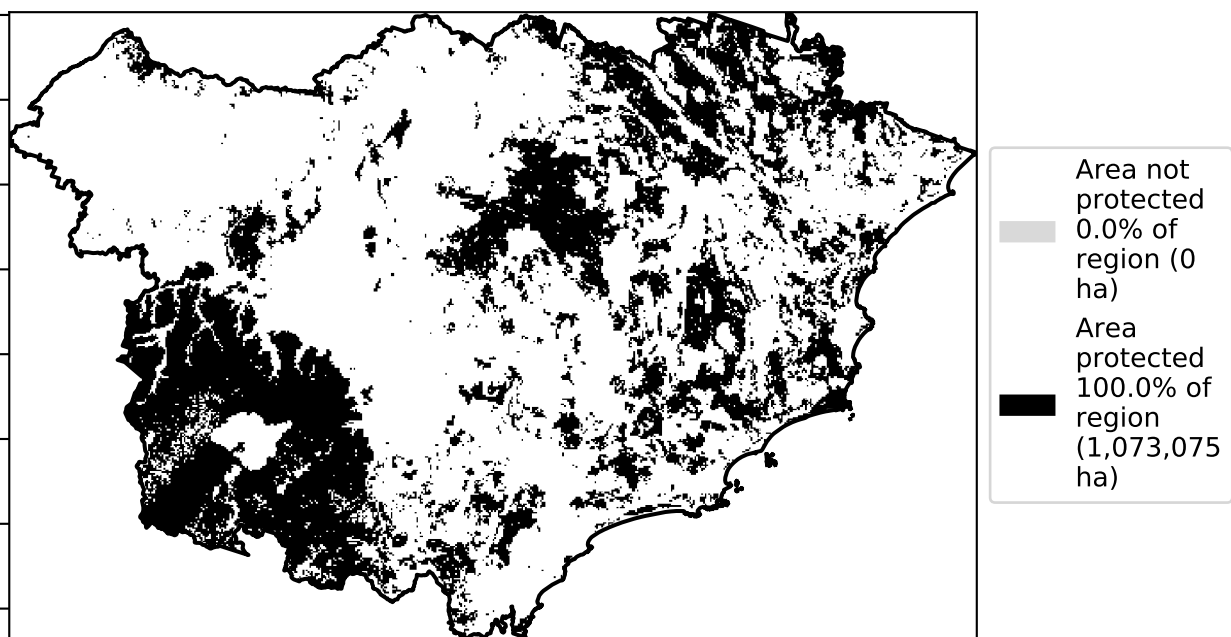 Area not
protected
0.0% of
region (0
ha)
Area
protected
100.0% of
region
(1,073,075
ha)